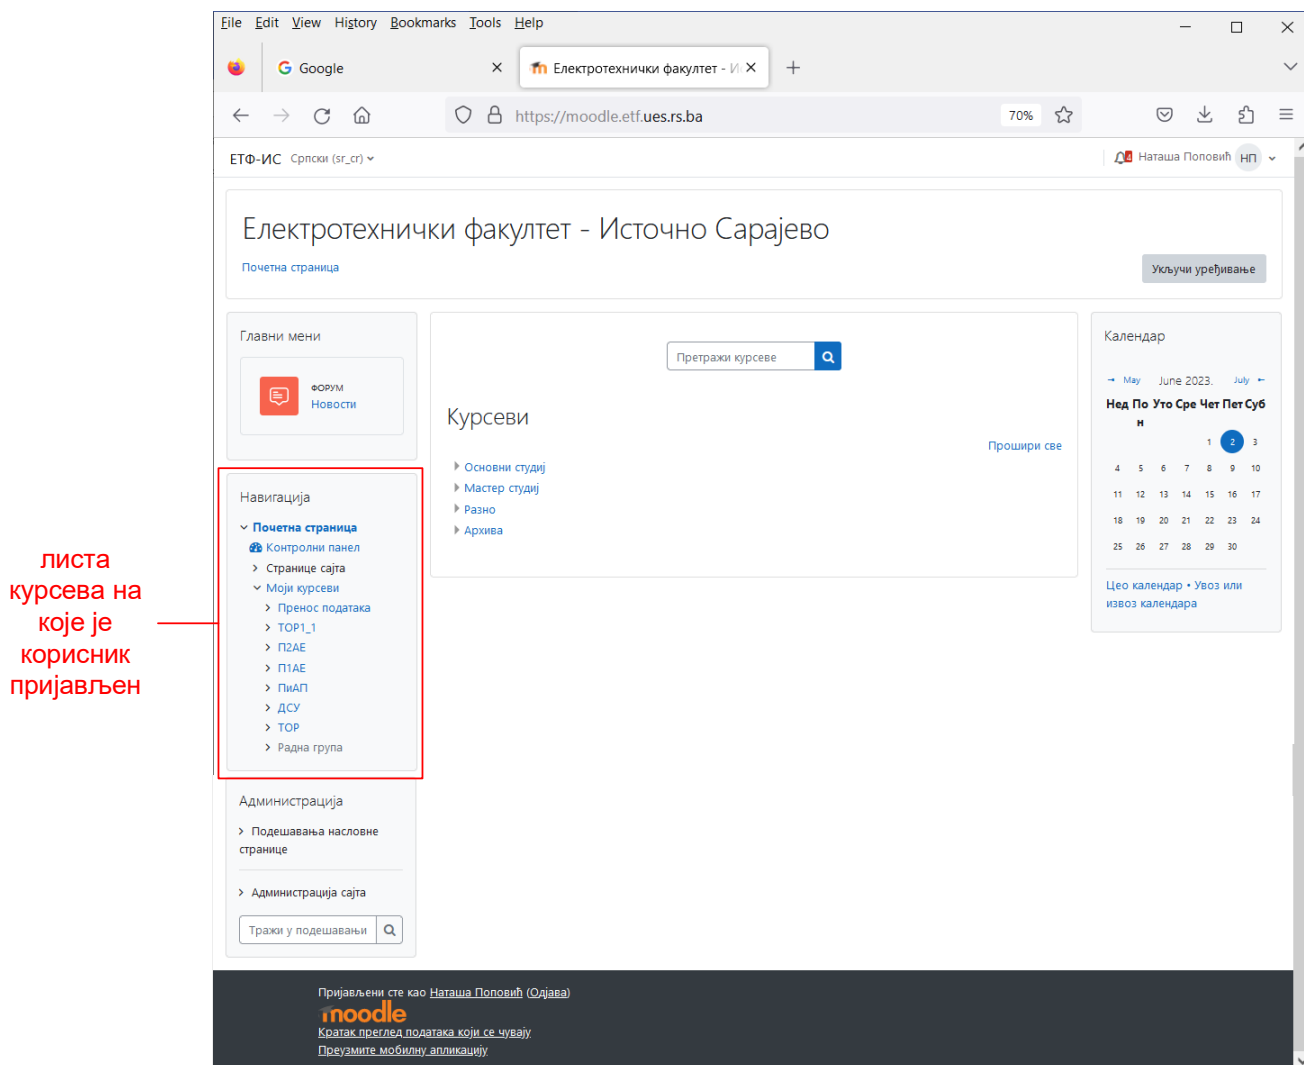 File Edit View History Bookmarks Tools Help
Google
Електротехнички факултет - И
https://moodle.etf.ues.rs.ba
70%
ЕТФ-ИС Српски (sr_cr)
4 Наташа Поповић НП
Електротехнички факултет - Источно Сарајево
Почетна страница
Укључи уређивање
Главни мени
ФОРУМ
Новости
Навигација
Почетна страница
Контролни панел
Странице сајта
Моји курсеви
Пренос података
ТОР1_1
П2АЕ
П1АЕ
ПиАП
ДСУ
ТОР
Радна група
листа
курсева на
које је
корисник
пријављен
Администрација
Подешавања насловне
странице
Администрација сајта
Тражи у подешавањи
Претражи курсеве
Курсеви
Прошири све
Основни студиј
Мастер студиј
Разно
Архива
Календар
→ May June 2023. July ←
Нед По Уто Сре Чет Пет Суб
н
1 2 3
4 5 6 7 8 9 10
11 12 13 14 15 16 17
18 19 20 21 22 23 24
25 26 27 28 29 30
Цео календар • Увоз или
извоз календара
Пријављени сте као Наташа Поповић (Одјава)
moodle
Кратак преглед података који се чувају
Преузмите мобилну апликацију